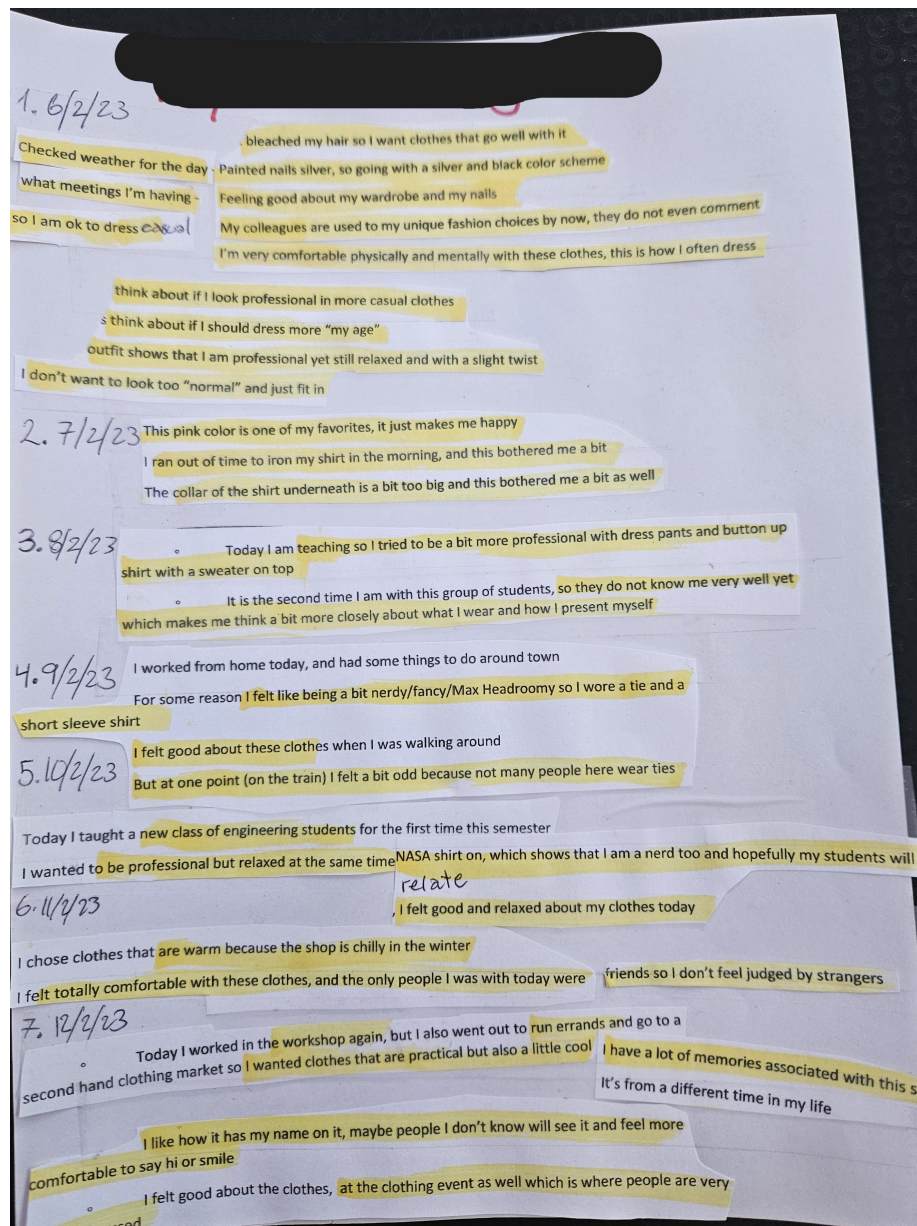 1. 6/2/23
bleached my hair so I want clothes that go well with it
Checked weather for the day - Painted nails silver, so going with a silver and black color scheme
what meetings I'm having - Feeling good about my wardrobe and my nails
so I am ok to dress casual My colleagues are used to my unique fashion choices by now, they do not even comment
I'm very comfortable physically and mentally with these clothes, this is how I often dress
think about if I look professional in more casual clothes
s think about if I should dress more "my age"
outfit shows that I am professional yet still relaxed and with a slight twist
I don't want to look too "normal" and just fit in
2. 7/2/23 This pink color is one of my favorites, it just makes me happy
I ran out of time to iron my shirt in the morning, and this bothered me a bit
The collar of the shirt underneath is a bit too big and this bothered me a bit as well
3. 8/2/23
Today I am teaching so I tried to be a bit more professional with dress pants and button up
shirt with a sweater on top
It is the second time I am with this group of students, so they do not know me very well yet
which makes me think a bit more closely about what I wear and how I present myself
4. 9/2/23 I worked from home today, and had some things to do around town
For some reason I felt like being a bit nerdy/fancy/Max Headroomy so I wore a tie and a
short sleeve shirt
I felt good about these clothes when I was walking around
5. 10/2/23 But at one point (on the train) I felt a bit odd because not many people here wear ties
Today I taught a new class of engineering students for the first time this semester
I wanted to be professional but relaxed at the same time NASA shirt on, which shows that I am a nerd too and hopefully my students will
relate
6. 11/2/23 , I felt good and relaxed about my clothes today
I chose clothes that are warm because the shop is chilly in the winter
I felt totally comfortable with these clothes, and the only people I was with today were friends so I don't feel judged by strangers
7. 12/2/23
Today I worked in the workshop again, but I also went out to run errands and go to a
second hand clothing market so I wanted clothes that are practical but also a little cool I have a lot of memories associated with this s
It's from a different time in my life
I like how it has my name on it, maybe people I don't know will see it and feel more
comfortable to say hi or smile
I felt good about the clothes, at the clothing event as well which is where people are very